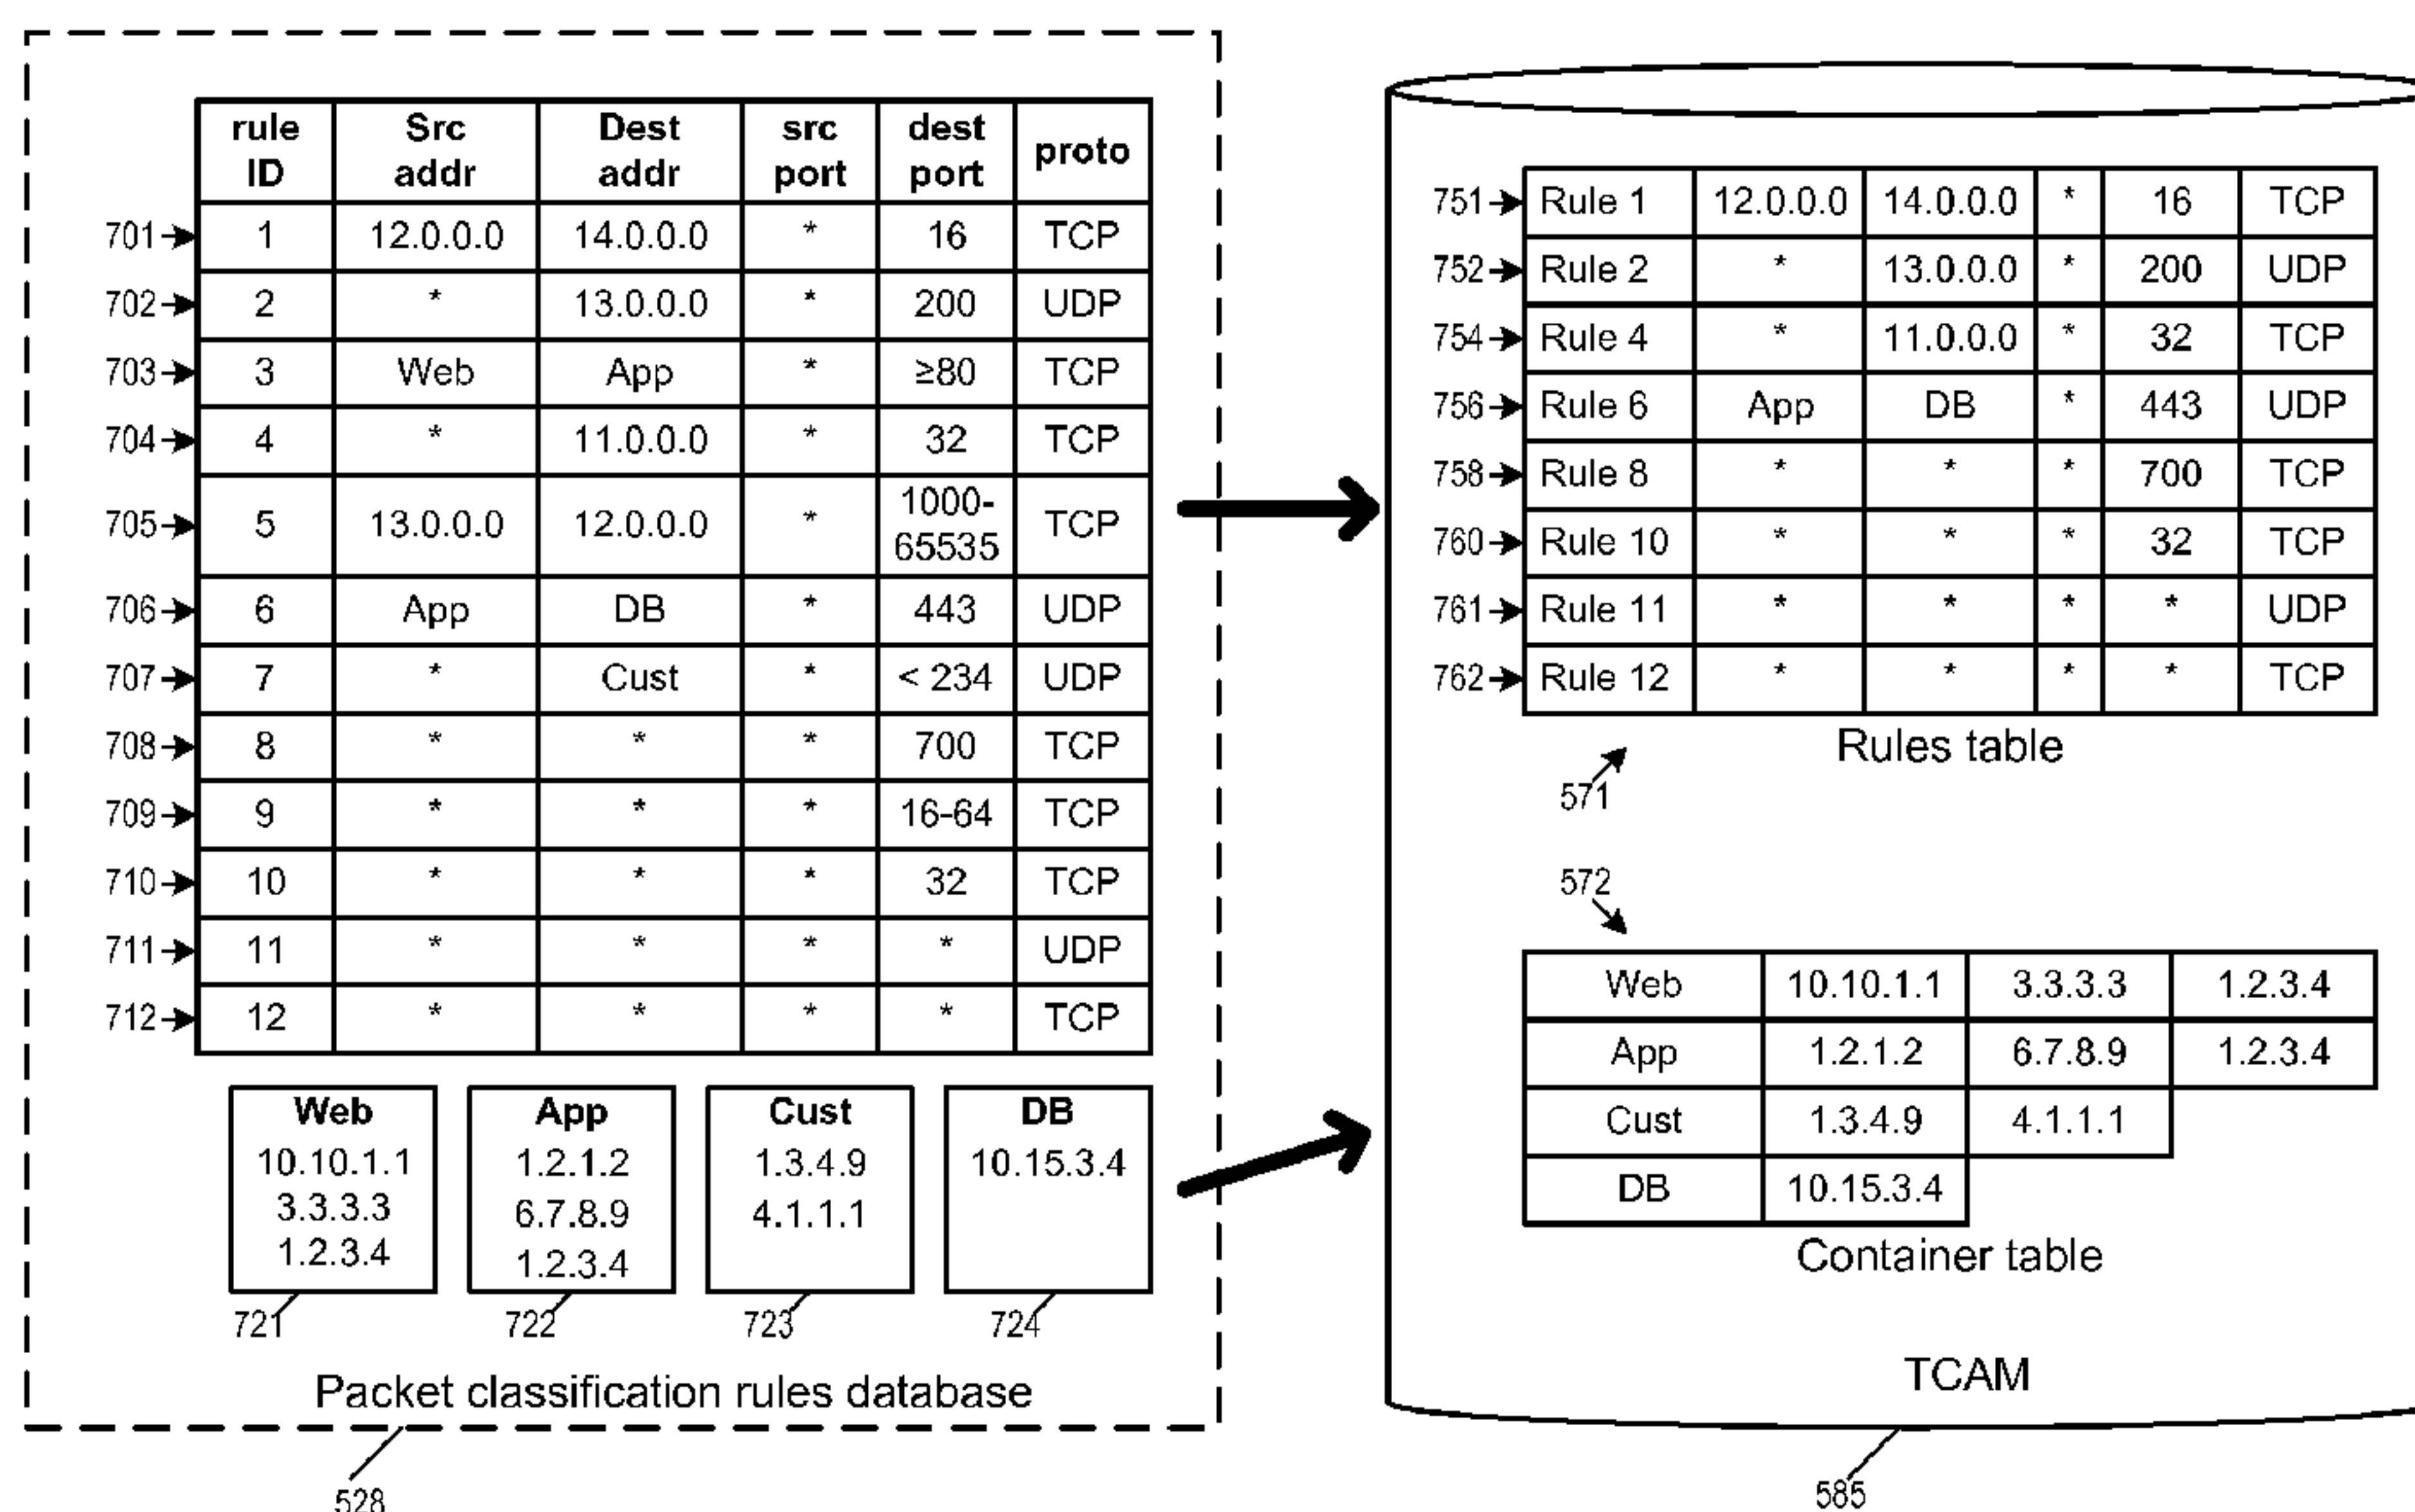 rule ID Src addr Dest addr src port dest port proto
701 1 12.0.0.0 14.0.0.0 * 16 TCP
702 2 * 13.0.0.0 * 200 UDP
703 3 Web App * ≥80 TCP
704 4 * 11.0.0.0 * 32 TCP
705 5 13.0.0.0 12.0.0.0 * 1000-65535 TCP
706 6 App DB * 443 UDP
707 7 * Cust * < 234 UDP
708 8 * * * 700 TCP
709 9 * * * 16-64 TCP
710 10 * * * 32 TCP
711 11 * * * * UDP
712 12 * * * * TCP
Web
10.10.1.1
3.3.3.3
1.2.3.4
721
App
1.2.1.2
6.7.8.9
1.2.3.4
722
Cust
1.3.4.9
4.1.1.1
723
DB
10.15.3.4
724
Packet classification rules database
528
751 Rule 1 12.0.0.0 14.0.0.0 * 16 TCP
752 Rule 2 * 13.0.0.0 * 200 UDP
754 Rule 4 * 11.0.0.0 * 32 TCP
756 Rule 6 App DB * 443 UDP
758 Rule 8 * * * 700 TCP
760 Rule 10 * * * 32 TCP
761 Rule 11 * * * * UDP
762 Rule 12 * * * * TCP
Rules table
571
572
Web 10.10.1.1 3.3.3.3 1.2.3.4
App 1.2.1.2 6.7.8.9 1.2.3.4
Cust 1.3.4.9 4.1.1.1
DB 10.15.3.4
Container table
TCAM
585